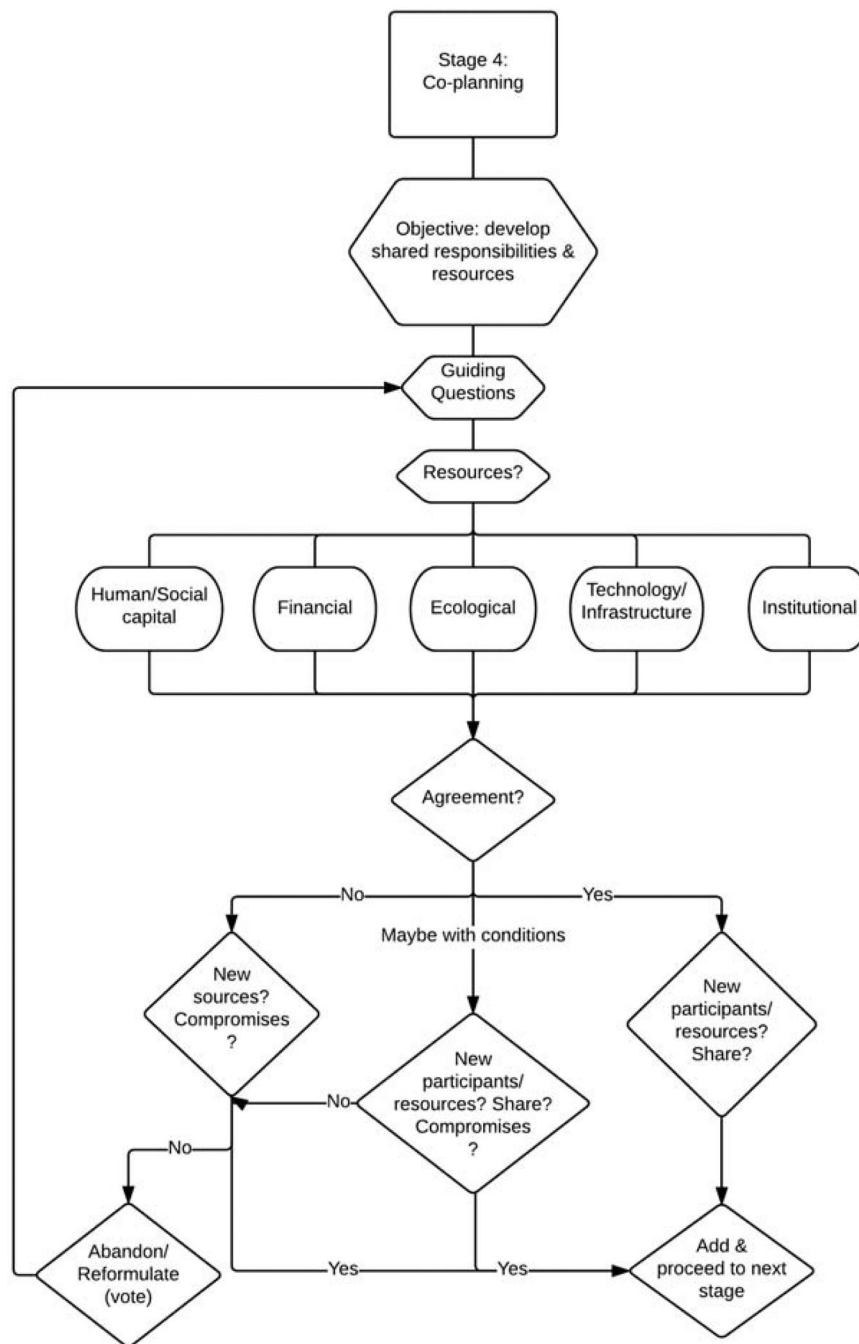 Stage 4:
Co-planning
Objective: develop
shared responsibilities &
resources
Guiding
Questions
Resources?
Human/Social
capital
Financial
Ecological
Technology/
Infrastructure
Institutional
Agreement?
No
Yes
Maybe with conditions
New
sources?
Compromises
?
New
participants/
resources? Share?
Compromises
?
New
participants/
resources?
Share?
No
No
Abandon/
Reformulate
(vote)
Yes
Yes
Add &
proceed to next
stage